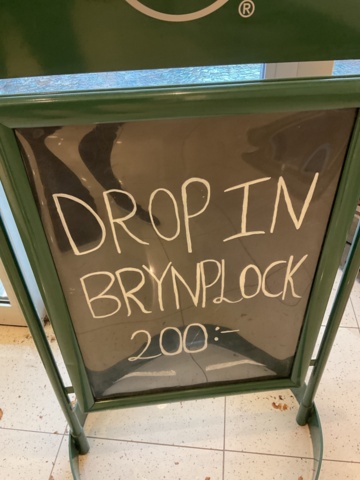 ®
DROP IN
BRYNPLOCK
200:-